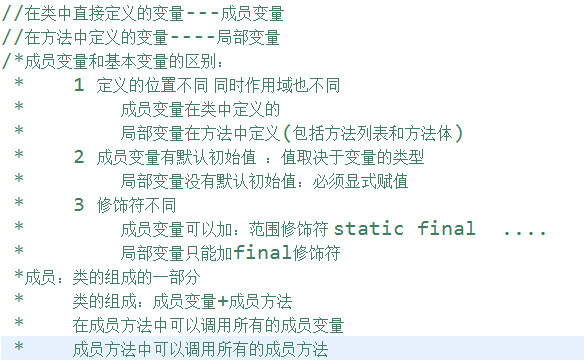 //在类中直接定义的变量---成员变量
//在方法中定义的变量----局部变量
/*成员变量和基本变量的区别:
* 1 定义的位置不同 同时作用域也不同
* 成员变量在类中定义的
* 局部变量在方法中定义(包括方法列表和方法体)
* 2 成员变量有默认初始值 : 值取决于变量的类型
* 局部变量没有默认初始值: 必须显式赋值
* 3 修饰符不同
* 成员变量可以加: 范围修饰符 static final ....
* 局部变量只能加final修饰符
*成员: 类的组成的一部分
* 类的组成: 成员变量+成员方法
* 在成员方法中可以调用所有的成员变量
* 成员方法中可以调用所有的成员方法